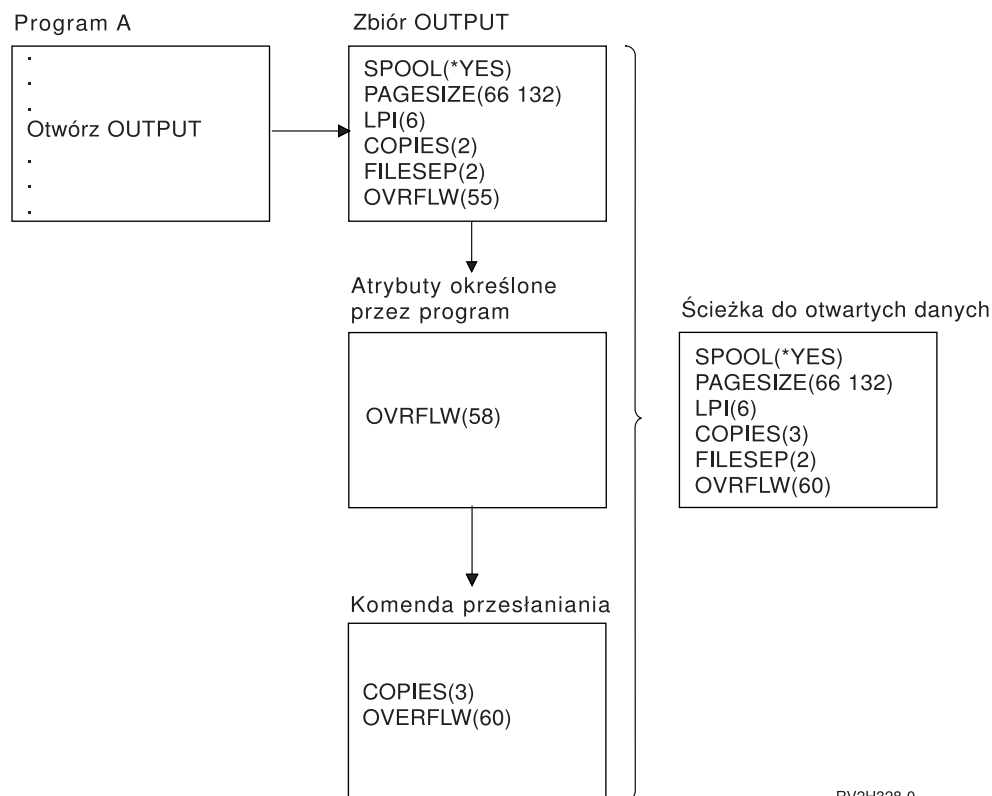 Program A
.
.
.
Otwórz OUTPUT
.
.
.
Zbiór OUTPUT
SPOOL(*YES)
PAGESIZE(66 132)
LPI(6)
COPIES(2)
FILESEP(2)
OVRFLW(55)
Atrybuty określone
przez program
OVRFLW(58)
Komenda przesłaniania
COPIES(3)
OVERFLW(60)
Ścieżka do otwartych danych
SPOOL(*YES)
PAGESIZE(66 132)
LPI(6)
COPIES(3)
FILESEP(2)
OVRFLW(60)